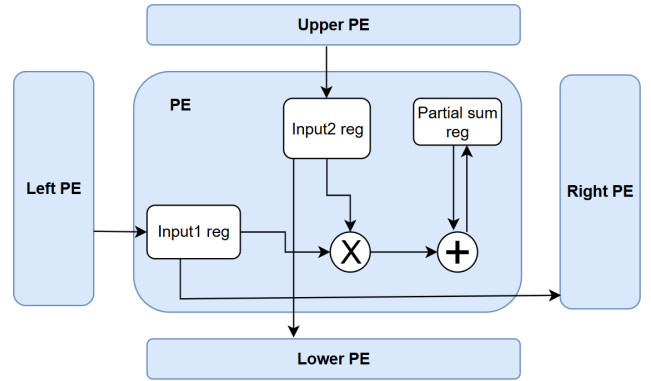 Upper PE
PE
Input2 reg
Partial sum
reg
Left PE
Right PE
Input1 reg
X
+
Lower PE